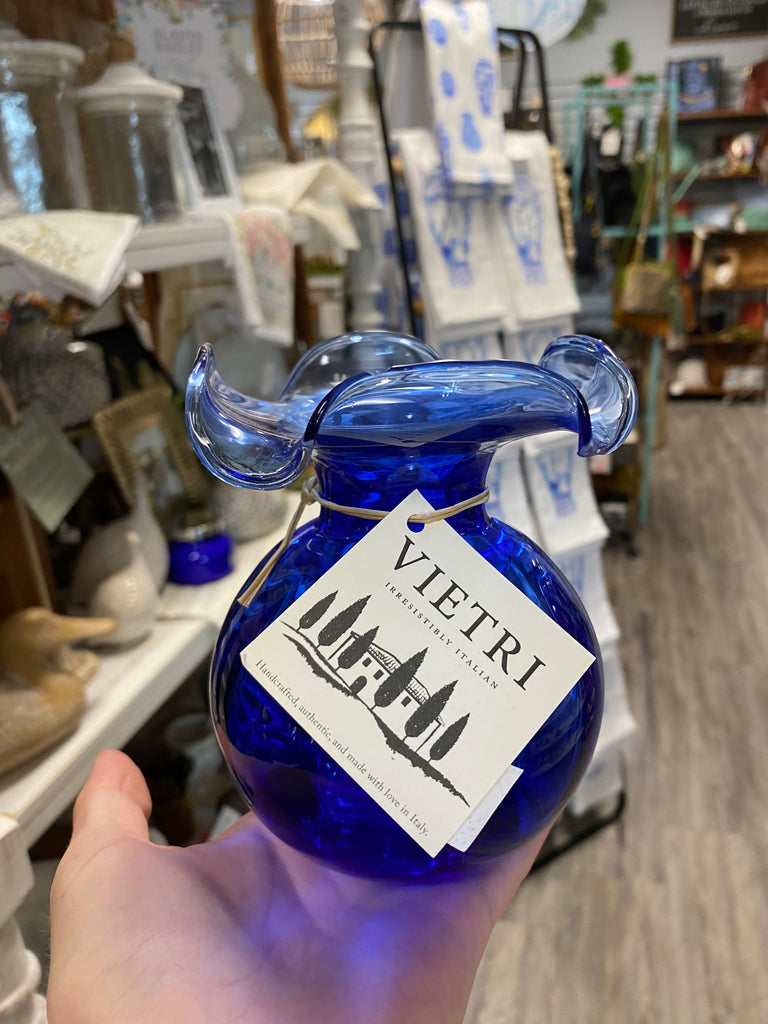 VIETRI
IRRESISTIBLY ITALIAN
Handcrafted, authentic, and made with love in Italy.